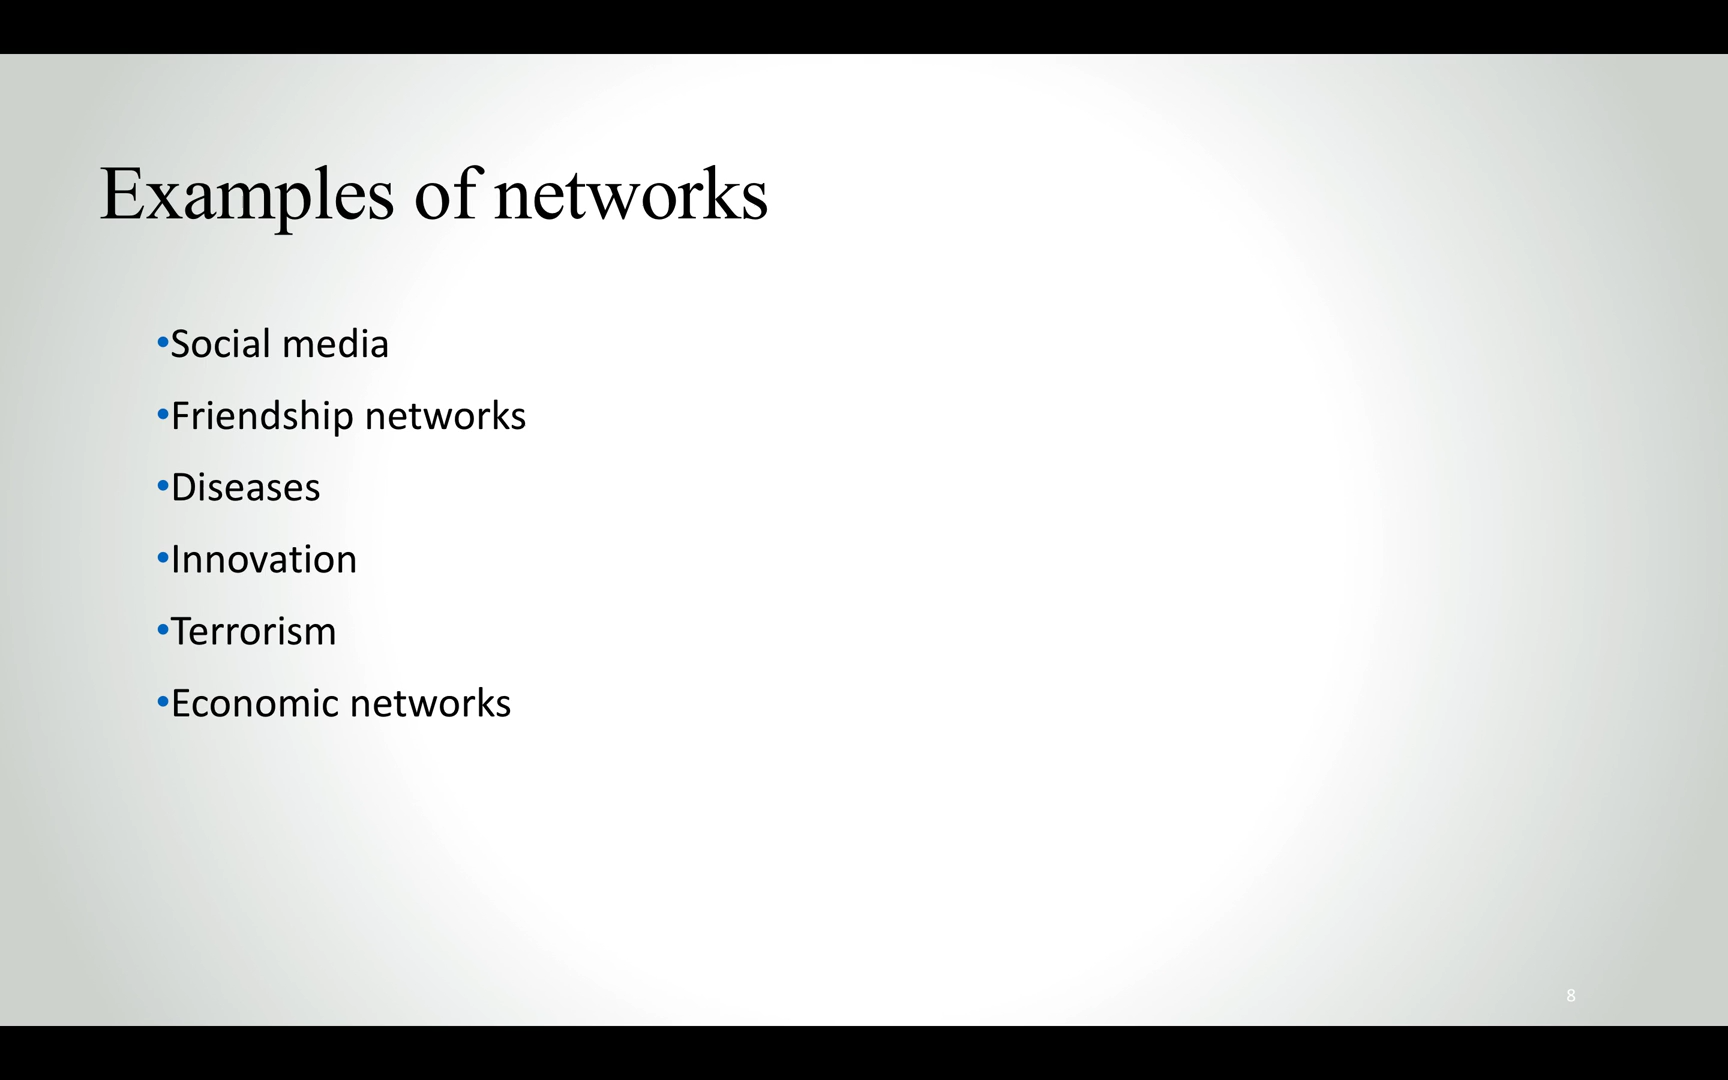 Examples of networks
•Social media
•Friendship networks
•Diseases
•Innovation
•Terrorism
•Economic networks
8